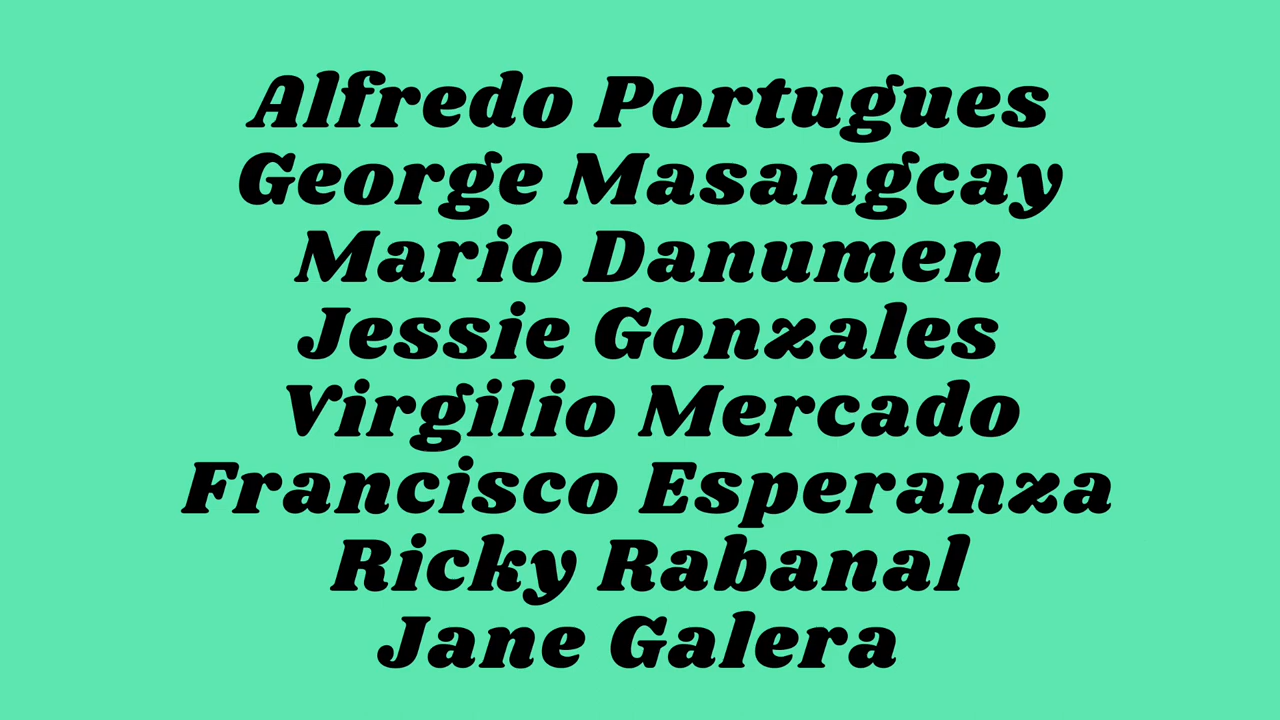 Alfredo Portugues
George Masangcay
Mario Danumen
Jessie Gonzales
Virgilio Mercado
Francisco Esperanza
Ricky Rabanal
Jane Galera